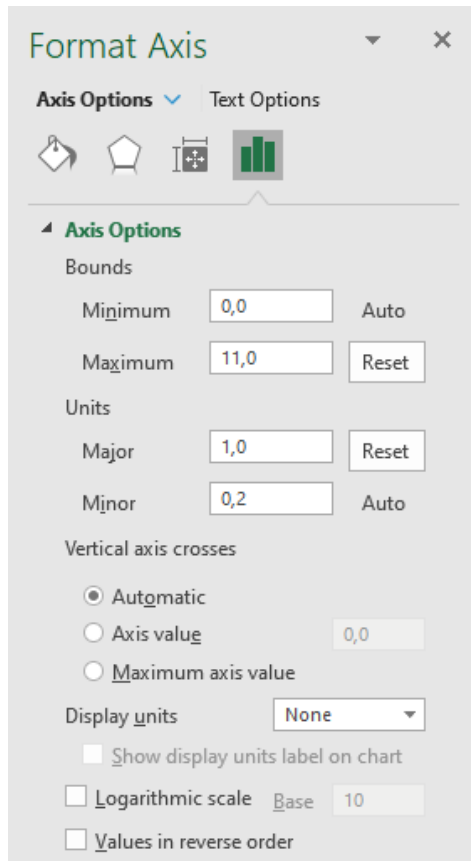 Format Axis
Axis Options Text Options
Axis Options
Bounds
Minimum 0,0 Auto
Maximum 11,0 Reset
Units
Major 1,0 Reset
Minor 0,2 Auto
Vertical axis crosses
Automatic
Axis value 0,0
Maximum axis value
Display units None
Show display units label on chart
Logarithmic scale Base 10
Values in reverse order